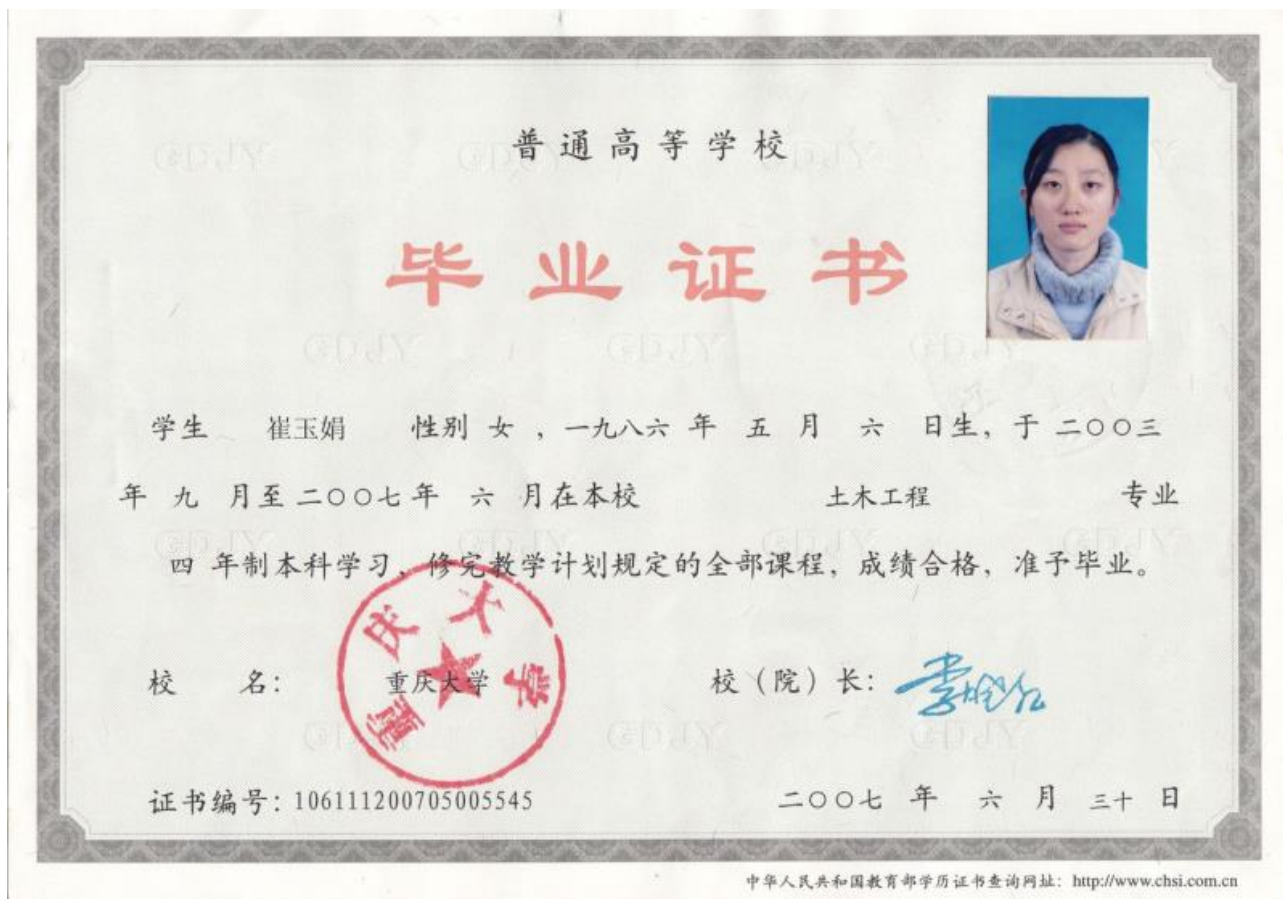 普通高等学校
毕业证书
学生 崔玉娟 性别 女 ，一九八六 年 五 月 六 日生，于 二〇〇三
年 九 月至 二〇〇七 年 六 月在本校 土木工程 专业
四 年制本科学习、修完教学计划规定的全部课程，成绩合格，准予毕业。
校 名： 重庆大学 校（院）长：
重庆大学
证书编号：106111200705005545 二〇〇七 年 六 月 三十 日
中华人民共和国教育部学历证书查询网址：http://www.chsi.com.cn